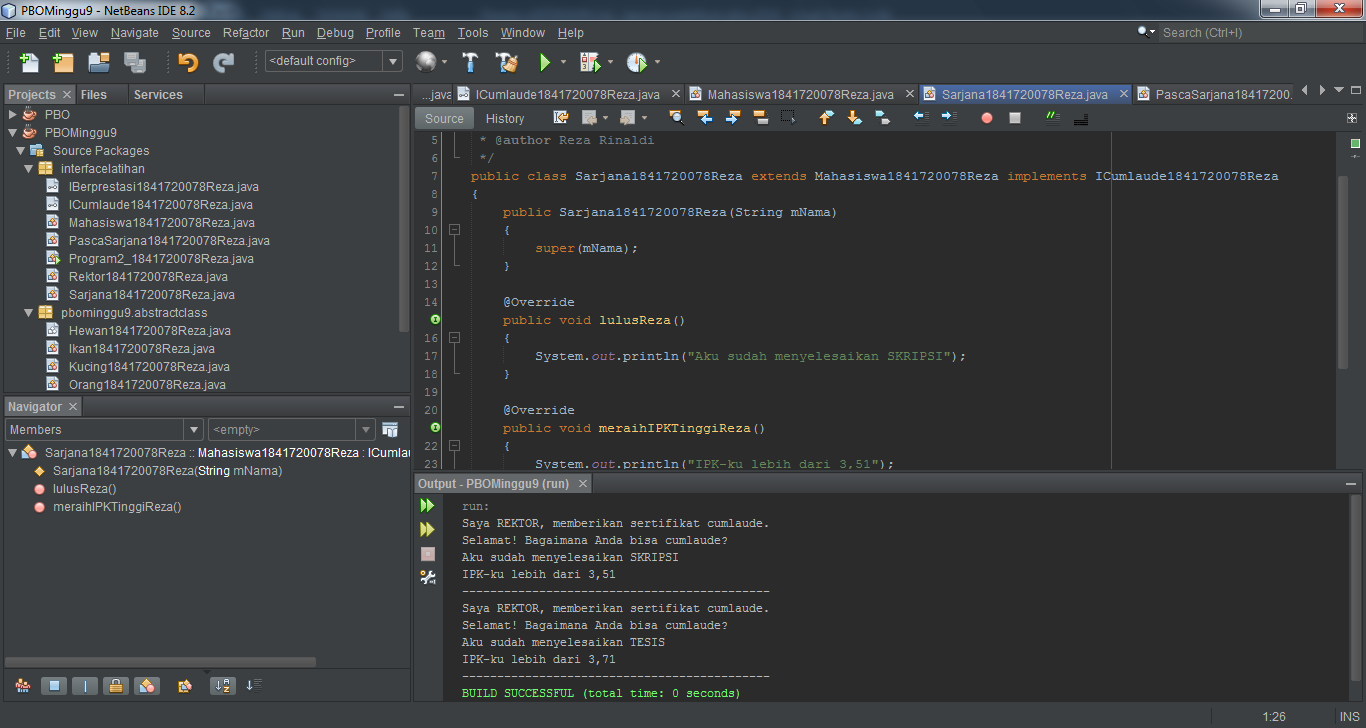 PBOMinggu9 - NetBeans IDE 8.2
File Edit View Navigate Source Refactor Run Debug Profile Team Tools Window Help
Search (Ctrl+I)
<default config>
Projects Files Services
PBO
PBOMinggu9
Source Packages
interfacelatihan
IBerprestasi1841720078Reza.java
ICumlaude1841720078Reza.java
Mahasiswa1841720078Reza.java
PascaSarjana1841720078Reza.java
Program2_1841720078Reza.java
Rektor1841720078Reza.java
Sarjana1841720078Reza.java
pbominggu9.abstractclass
Hewan1841720078Reza.java
Ikan1841720078Reza.java
Kucing1841720078Reza.java
Orang1841720078Reza.java
Navigator
Members <empty>
Sarjana1841720078Reza :: Mahasiswa1841720078Reza : ICumlau
Sarjana1841720078Reza(String mNama)
lulusReza()
meraihIPKTinggiReza()
...java ICumlaude1841720078Reza.java Mahasiswa1841720078Reza.java Sarjana1841720078Reza.java PascaSarjana18417200.
Source History
5 * @author Reza Rinaldi
6 */
7 public class Sarjana1841720078Reza extends Mahasiswa1841720078Reza implements ICumlaude1841720078Reza
8 {
9 public Sarjana1841720078Reza(String mNama)
10 {
11 super(mNama);
12 }
13
14 @Override
public void lulusReza()
16 {
17 System.out.println("Aku sudah menyelesaikan SKRIPSI");
18 }
19
20 @Override
public void meraihIPKTinggiReza()
22 {
23 System.out.println("IPK-ku lebih dari 3,51");
Output - PBOMinggu9 (run)
run:
Saya REKTOR, memberikan sertifikat cumlaude.
Selamat! Bagaimana Anda bisa cumlaude?
Aku sudah menyelesaikan SKRIPSI
IPK-ku lebih dari 3,51
--------------------------------------------
Saya REKTOR, memberikan sertifikat cumlaude.
Selamat! Bagaimana Anda bisa cumlaude?
Aku sudah menyelesaikan TESIS
IPK-ku lebih dari 3,71
--------------------------------------------
BUILD SUCCESSFUL (total time: 0 seconds)
1:26 INS